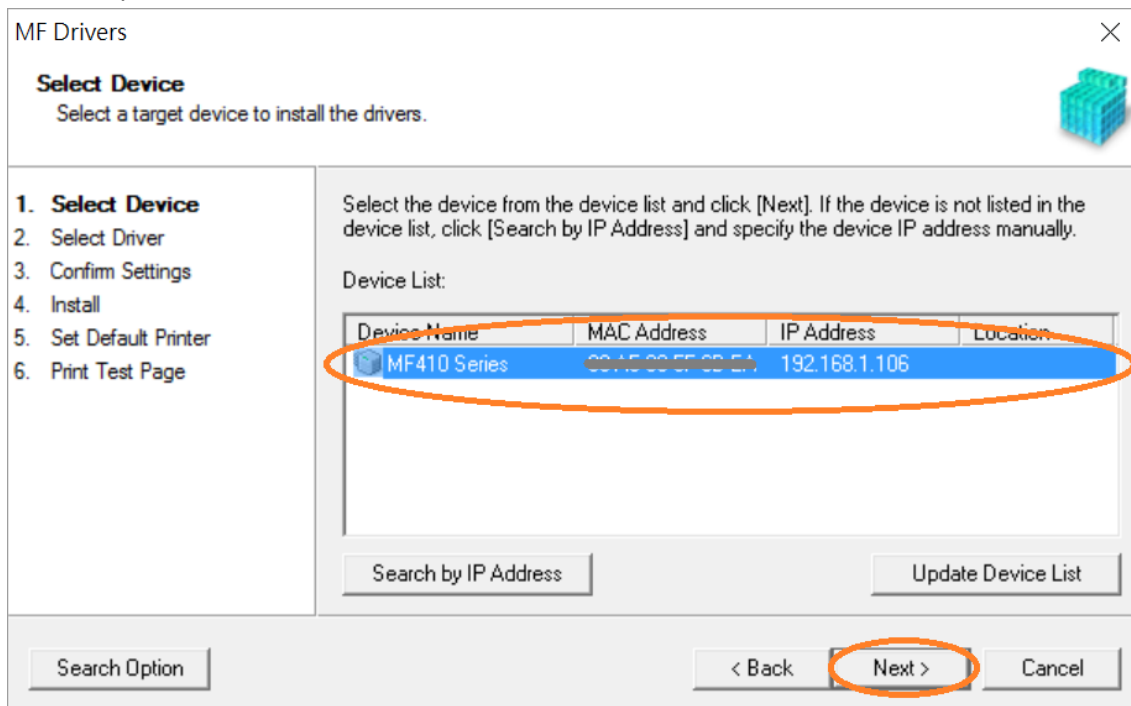 MF Drivers
Select Device
Select a target device to install the drivers.
1. Select Device
2. Select Driver
3. Confirm Settings
4. Install
5. Set Default Printer
6. Print Test Page
Select the device from the device list and click [Next]. If the device is not listed in the
device list, click [Search by IP Address] and specify the device IP address manually.
Device List:
Device Name MAC Address IP Address Location
MF410 Series 192.168.1.106
Search by IP Address Update Device List
Search Option < Back Next > Cancel